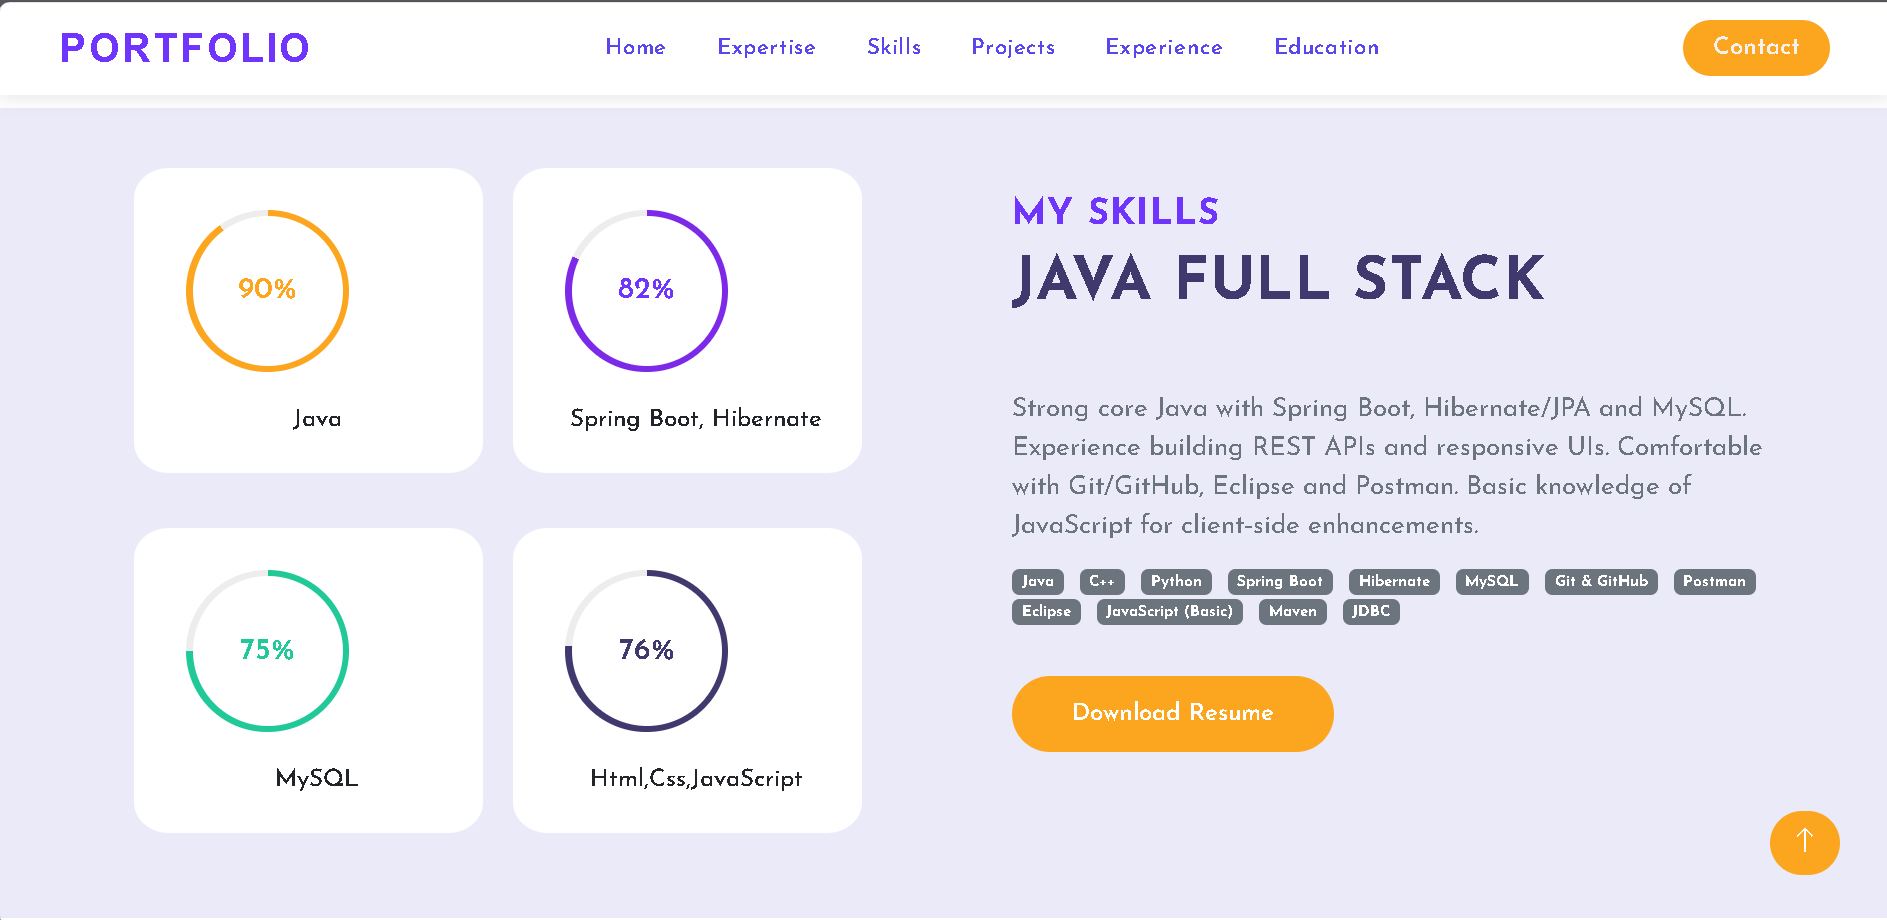 PORTFOLIO
Home Expertise Skills Projects Experience Education
Contact
90%
Java
82%
Spring Boot, Hibernate
75%
MySQL
76%
Html,Css,JavaScript
MY SKILLS
JAVA FULL STACK
Strong core Java with Spring Boot, Hibernate/JPA and MySQL.
Experience building REST APIs and responsive UIs. Comfortable
with Git/GitHub, Eclipse and Postman. Basic knowledge of
JavaScript for client-side enhancements.
Java C++ Python Spring Boot Hibernate MySQL Git & GitHub Postman
Eclipse JavaScript (Basic) Maven JDBC
Download Resume